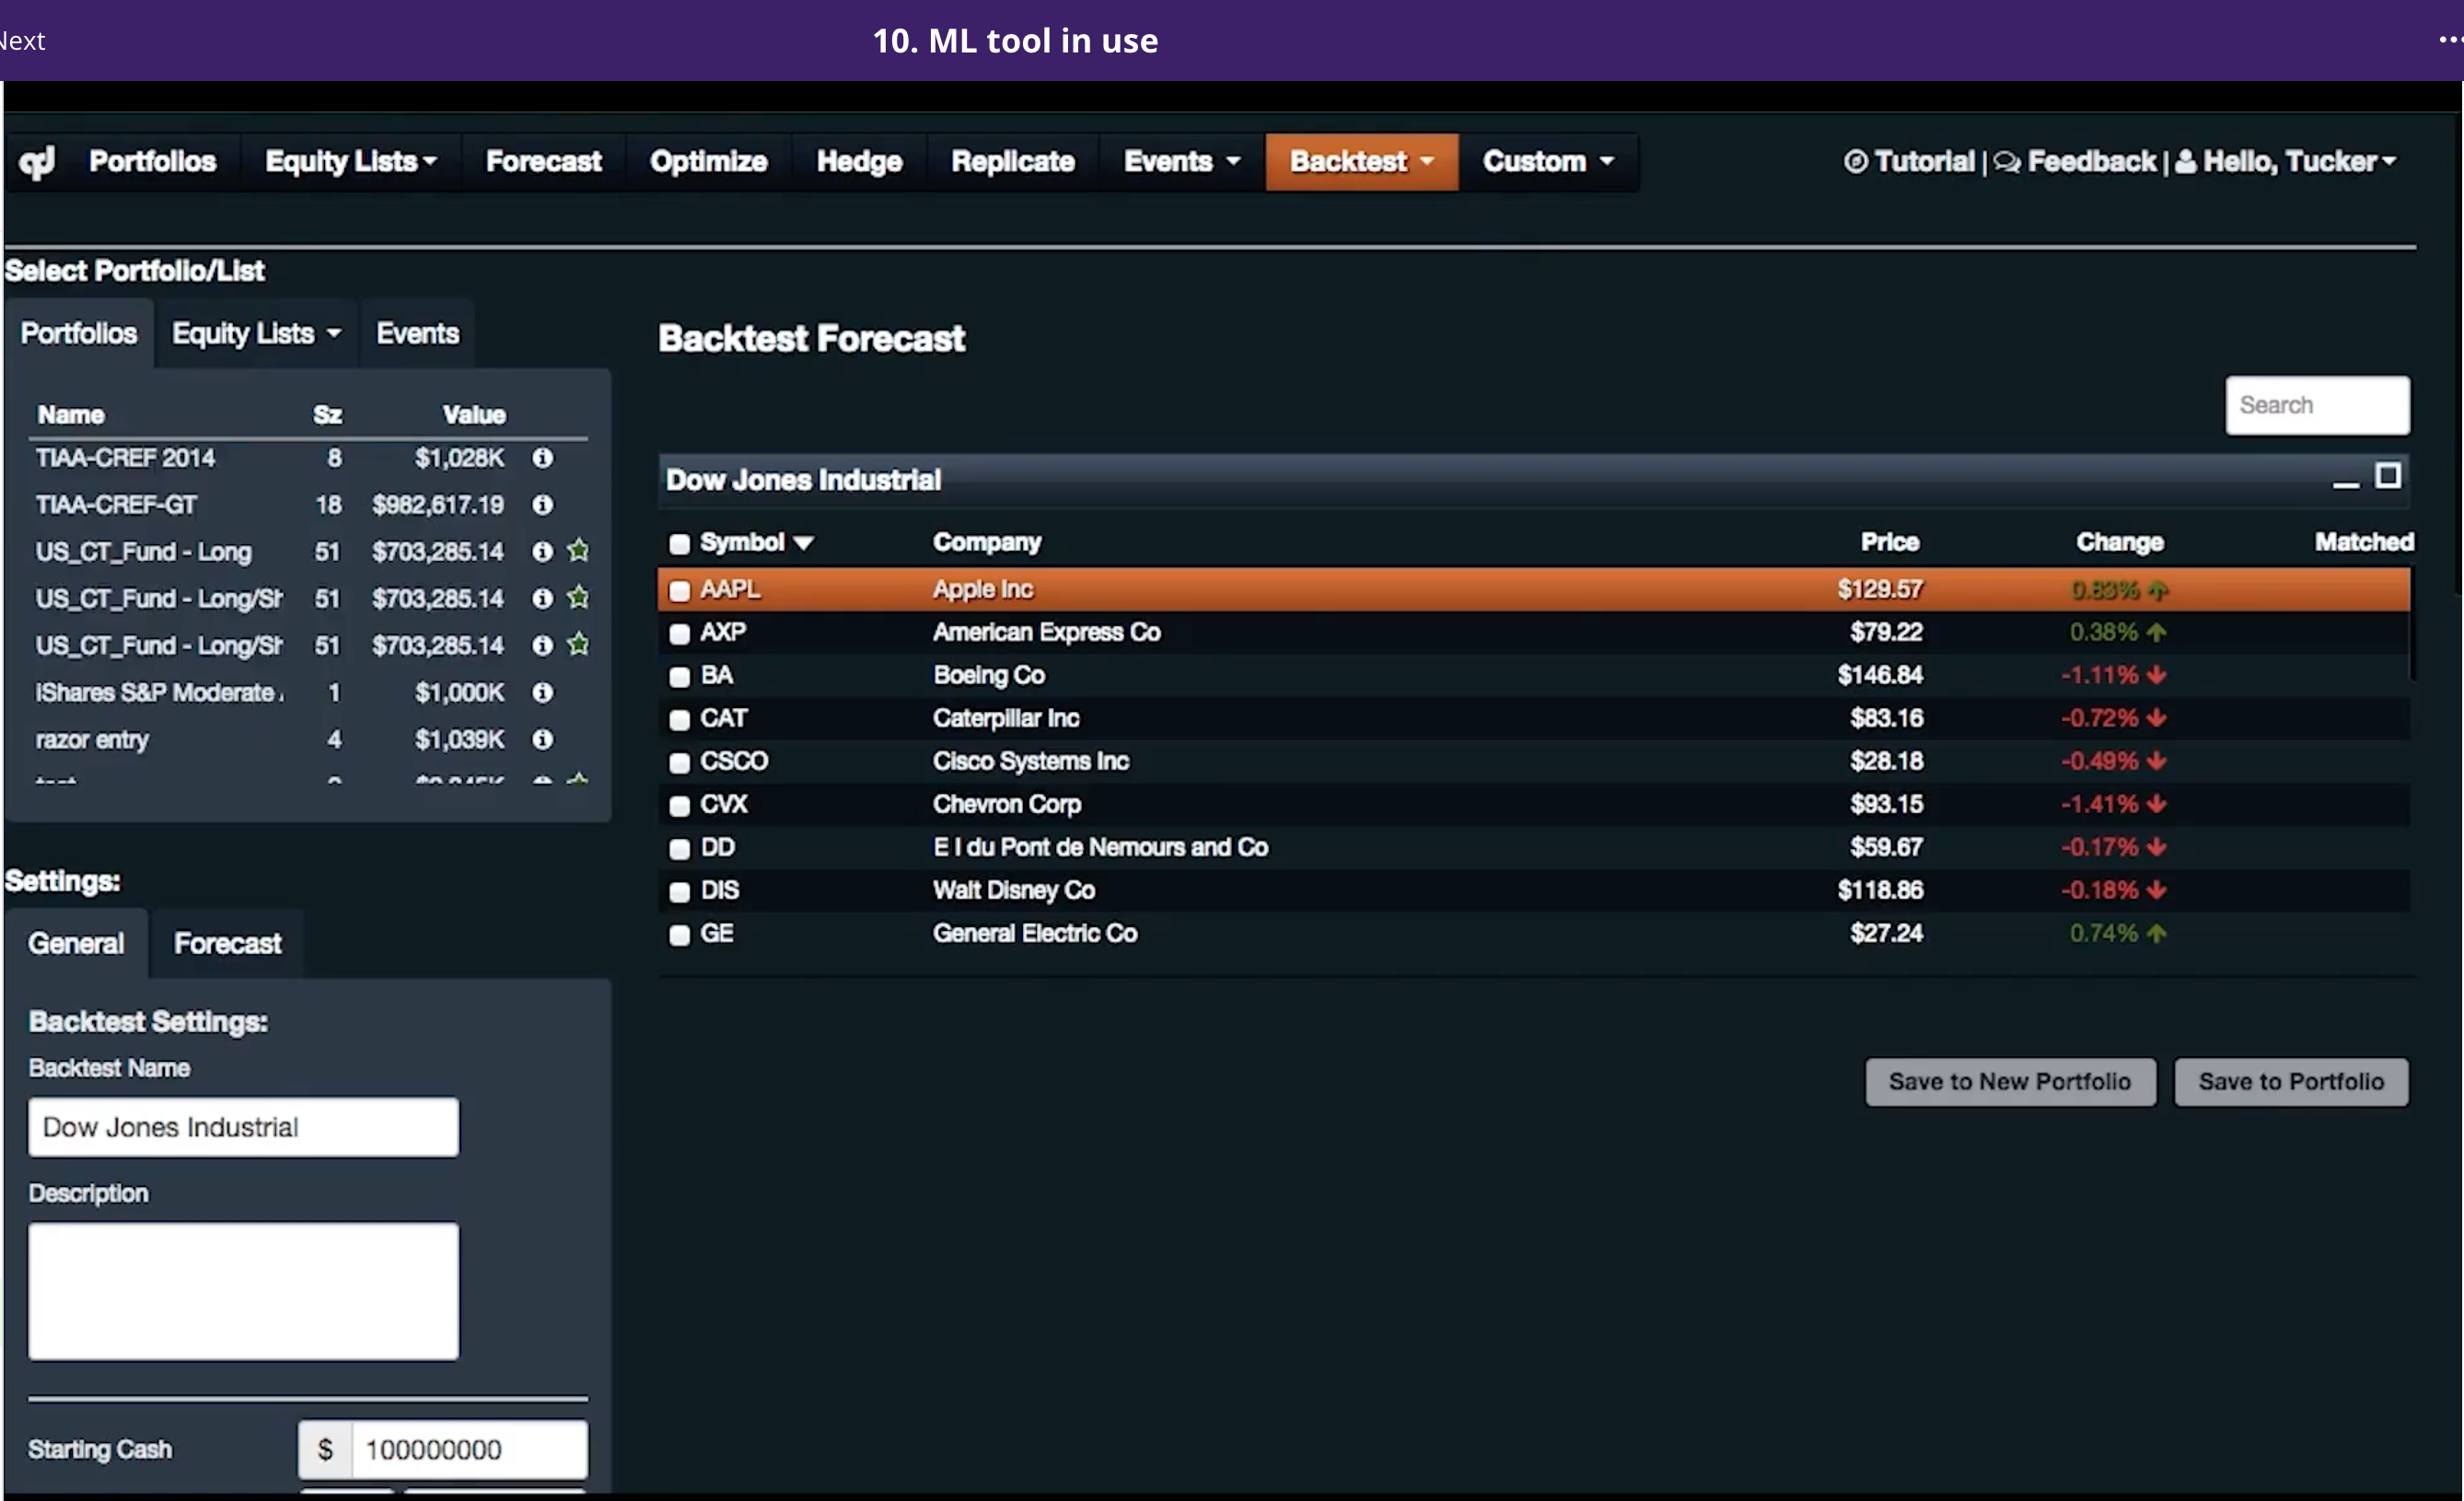 10. ML tool in use
Portfolios Equity Lists Forecast Optimize Hedge Replicate Events Backtest Custom Tutorial | Feedback | Hello, Tucker
Select Portfolio/List
Portfolios Equity Lists Events
Name Sz Value
TIAA-CREF 2014 8 $1,028K
TIAA-CREF-GT 18 $982,617.19
US_CT_Fund - Long 51 $703,285.14
US_CT_Fund - Long/Sh 51 $703,285.14
US_CT_Fund - Long/Sh 51 $703,285.14
iShares S&P Moderate 1 $1,000K
razor entry 4 $1,039K
Settings:
General Forecast
Backtest Settings:
Backtest Name
Dow Jones Industrial
Description
Starting Cash $ 100000000
Backtest Forecast
Search
Dow Jones Industrial
Symbol Company Price Change Matched
AAPL Apple Inc $129.57 0.83%
AXP American Express Co $79.22 0.38%
BA Boeing Co $146.84 -1.11%
CAT Caterpillar Inc $83.16 -0.72%
CSCO Cisco Systems Inc $28.18 -0.49%
CVX Chevron Corp $93.15 -1.41%
DD E I du Pont de Nemours and Co $59.67 -0.17%
DIS Walt Disney Co $118.86 -0.18%
GE General Electric Co $27.24 0.74%
Save to New Portfolio Save to Portfolio